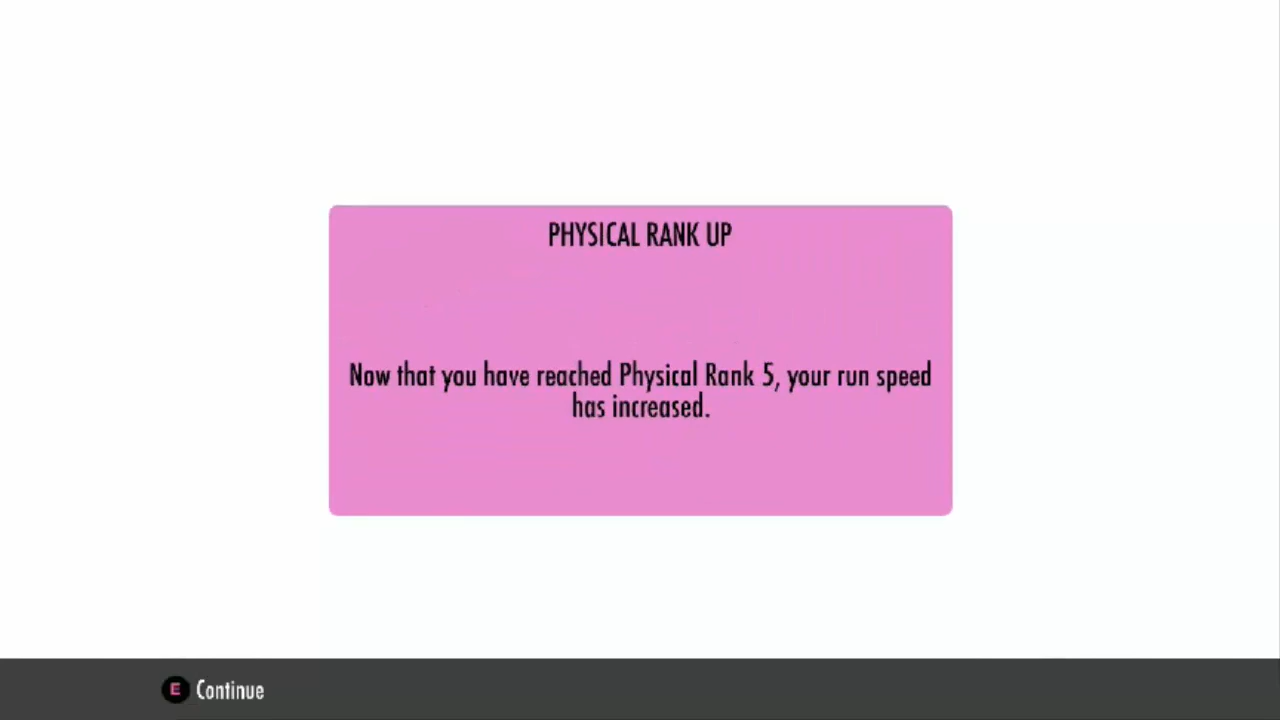 PHYSICAL RANK UP
Now that you have reached Physical Rank 5, your run speed
has increased.
E Continue